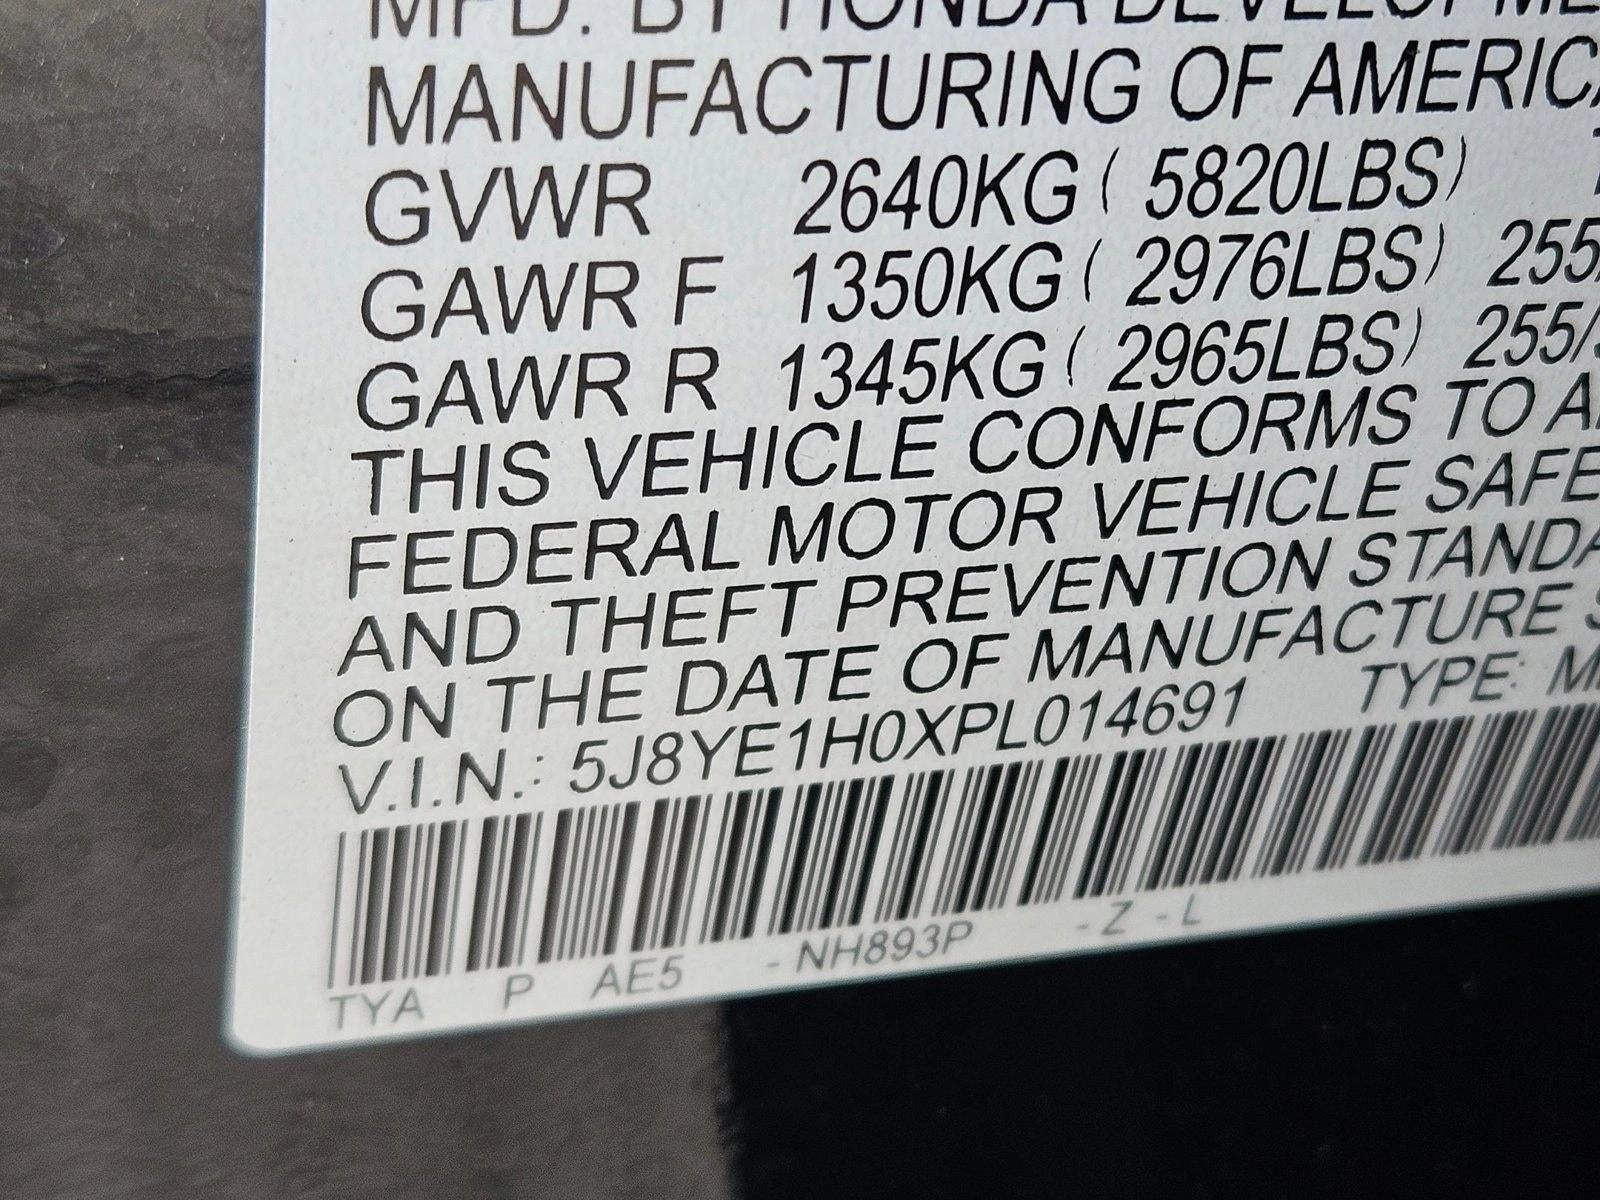 MFD. BY HONDA DEVELOPME
MANUFACTURING OF AMERICA
GVWR 2640KG ( 5820LBS)
GAWR F 1350KG ( 2976LBS) 255/
GAWR R 1345KG ( 2965LBS) 255/
THIS VEHICLE CONFORMS TO A
FEDERAL MOTOR VEHICLE SAFE
AND THEFT PREVENTION STANDA
ON THE DATE OF MANUFACTURE S
V.I.N.: 5J8YE1H0XPL014691 TYPE: M
TYA P AE5 - NH893P - Z - L